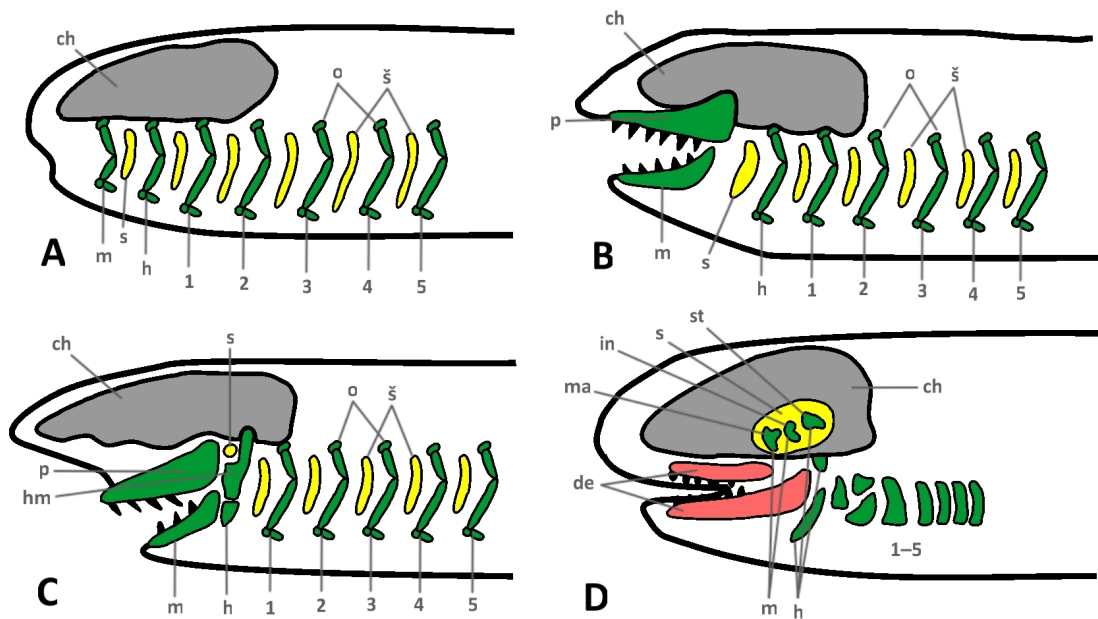 ch
o š
A
m s h 1 2 3 4 5
ch
o š
p
B
m s h 1 2 3 4 5
ch
s
o š
p
hm
C
m h 1 2 3 4 5
st
s
in
ma
ch
de
1–5
D
m h